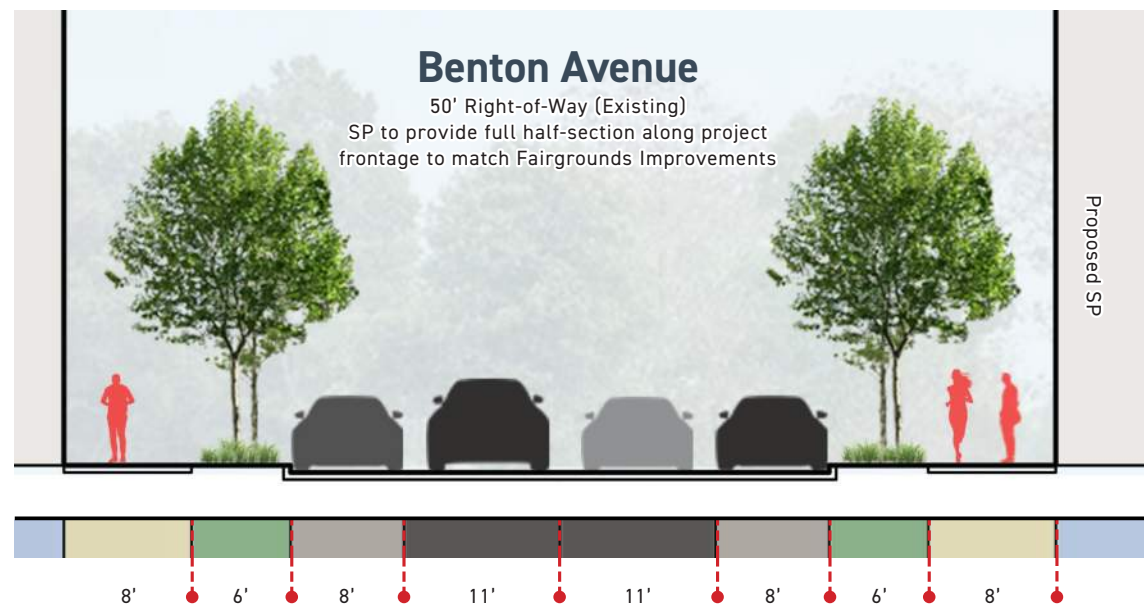 Benton Avenue
50’ Right-of-Way (Existing)
SP to provide full half-section along project
frontage to match Fairgrounds Improvements
Proposed SP
8’ 6’ 8’ 11’ 11’ 8’ 6’ 8’